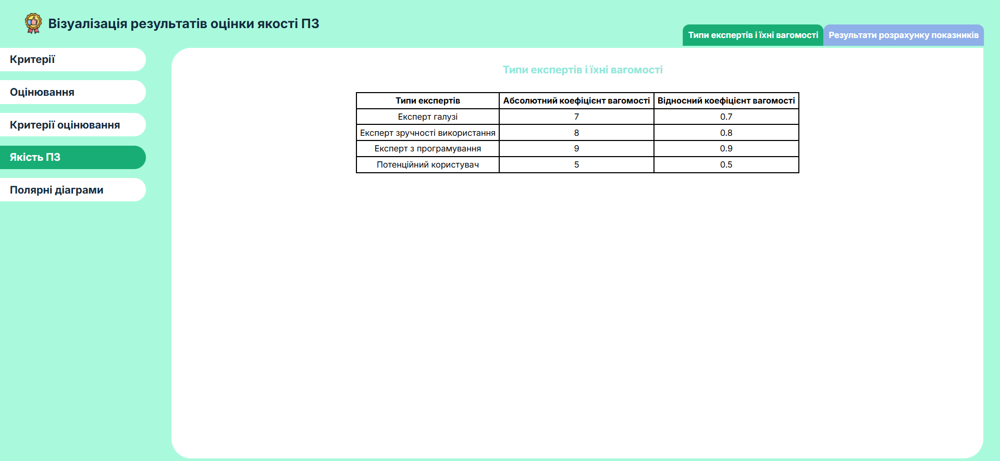 Візуалізація результатів оцінки якості ПЗ
Типи експертів і їхні вагомості
Результати розрахунку показників
Критерії
Оцінювання
Критерії оцінювання
Якість ПЗ
Полярні діаграми
Типи експертів і їхні вагомості
Типи експертів Абсолютний коефіцієнт вагомості Відносний коефіцієнт вагомості
Експерт галузі 7 0.7
Експерт зручності використання 8 0.8
Експерт з програмування 9 0.9
Потенційний користувач 5 0.5